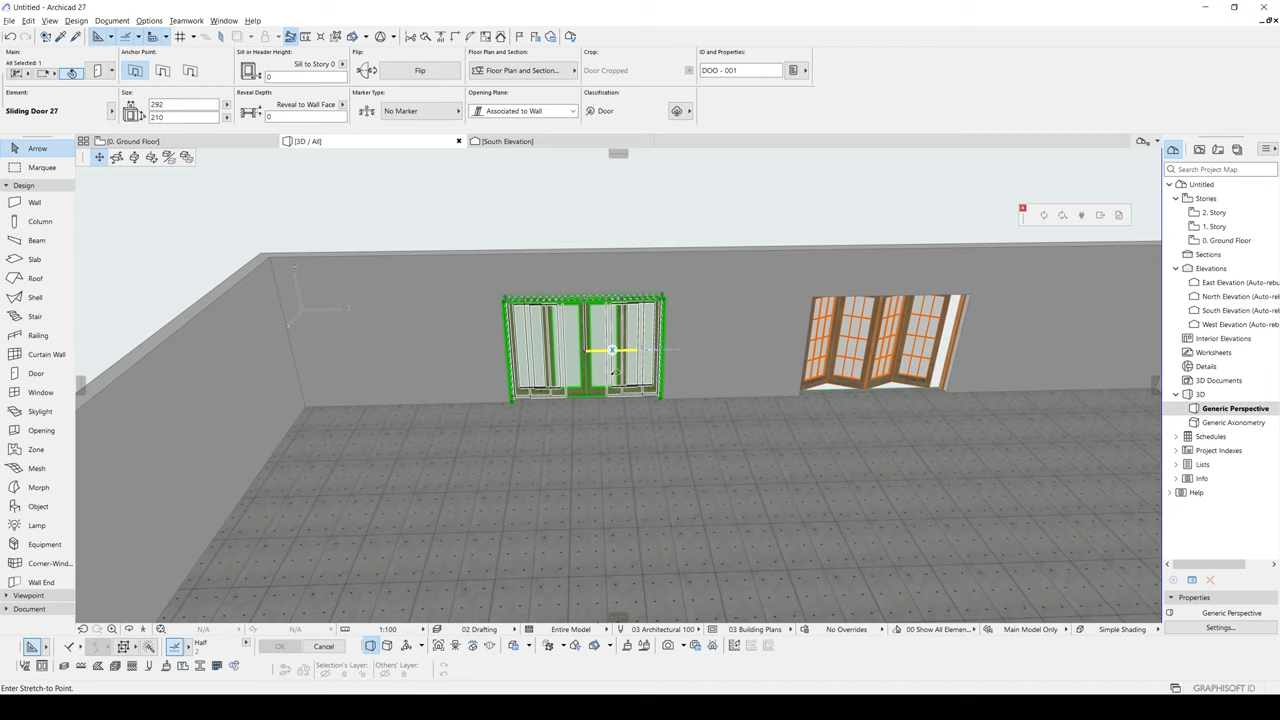 Untitled - Archicad 27
File Edit View Design Document Options Teamwork Window Help
Main:
All Selected: 1
Anchor Point:
Sill or Header Height:
Sill to Story 0
0
Flip:
Flip
Floor Plan and Section:
Floor Plan and Section...
Crop:
Door Cropped
ID and Properties:
DOO - 001
Element:
Sliding Door 27
Size:
292
210
Reveal Depth:
Reveal to Wall Face
0
Marker Type:
No Marker
Opening Plane:
Associated to Wall
Classification:
Door
[0. Ground Floor]
[3D / All]
[South Elevation]
Arrow
Marquee
Design
Wall
Column
Beam
Slab
Roof
Shell
Stair
Railing
Curtain Wall
Door
Window
Skylight
Opening
Zone
Mesh
Morph
Object
Lamp
Equipment
Corner-Wind...
Wall End
Viewpoint
Document
X
Search Project Map
Untitled
Stories
2. Story
1. Story
0. Ground Floor
Sections
Elevations
East Elevation (Auto-rebu
North Elevation (Auto-reb
South Elevation (Auto-reb
West Elevation (Auto-reb
Interior Elevations
Worksheets
Details
3D Documents
3D
Generic Perspective
Generic Axonometry
Schedules
Project Indexes
Lists
Info
Help
Properties
Generic Perspective
Settings...
N/A
N/A
1:100
02 Drafting
Entire Model
03 Architectural 100
03 Building Plans
No Overrides
00 Show All Elemen...
Main Model Only
Simple Shading
Half
2
OK
Cancel
Selection's Layer:
Others' Layer:
Enter Stretch-to Point.
GRAPHISOFT ID